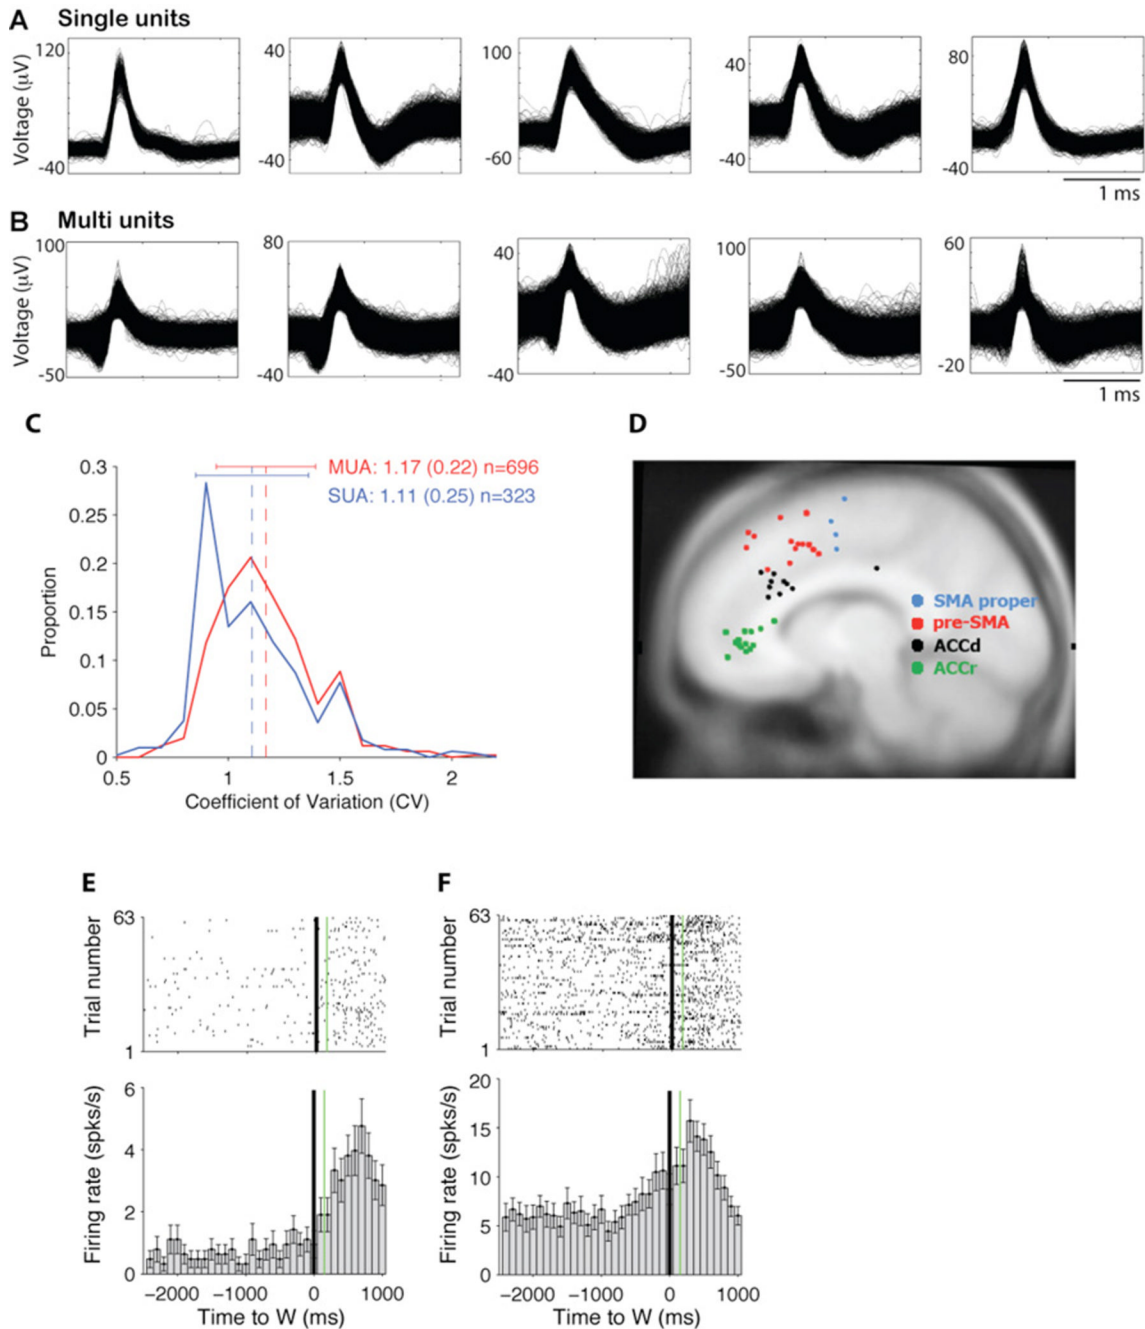 A Single units
Voltage (μV)
120
-40
40
-40
100
-60
40
-40
80
-40
1 ms
B Multi units
Voltage (μV)
100
-50
80
-40
40
-40
100
-50
60
-20
1 ms
C
MUA: 1.17 (0.22) n=696
SUA: 1.11 (0.25) n=323
Proportion
0.3
0.25
0.2
0.15
0.1
0.05
0
0.5 1 1.5 2
Coefficient of Variation (CV)
D
SMA proper
pre-SMA
ACCd
ACCr
E
Trial number
63
1
Firing rate (spks/s)
6
4
2
0
−2000 −1000 0 1000
Time to W (ms)
F
Trial number
63
1
Firing rate (spks/s)
20
15
10
5
0
−2000 −1000 0 1000
Time to W (ms)